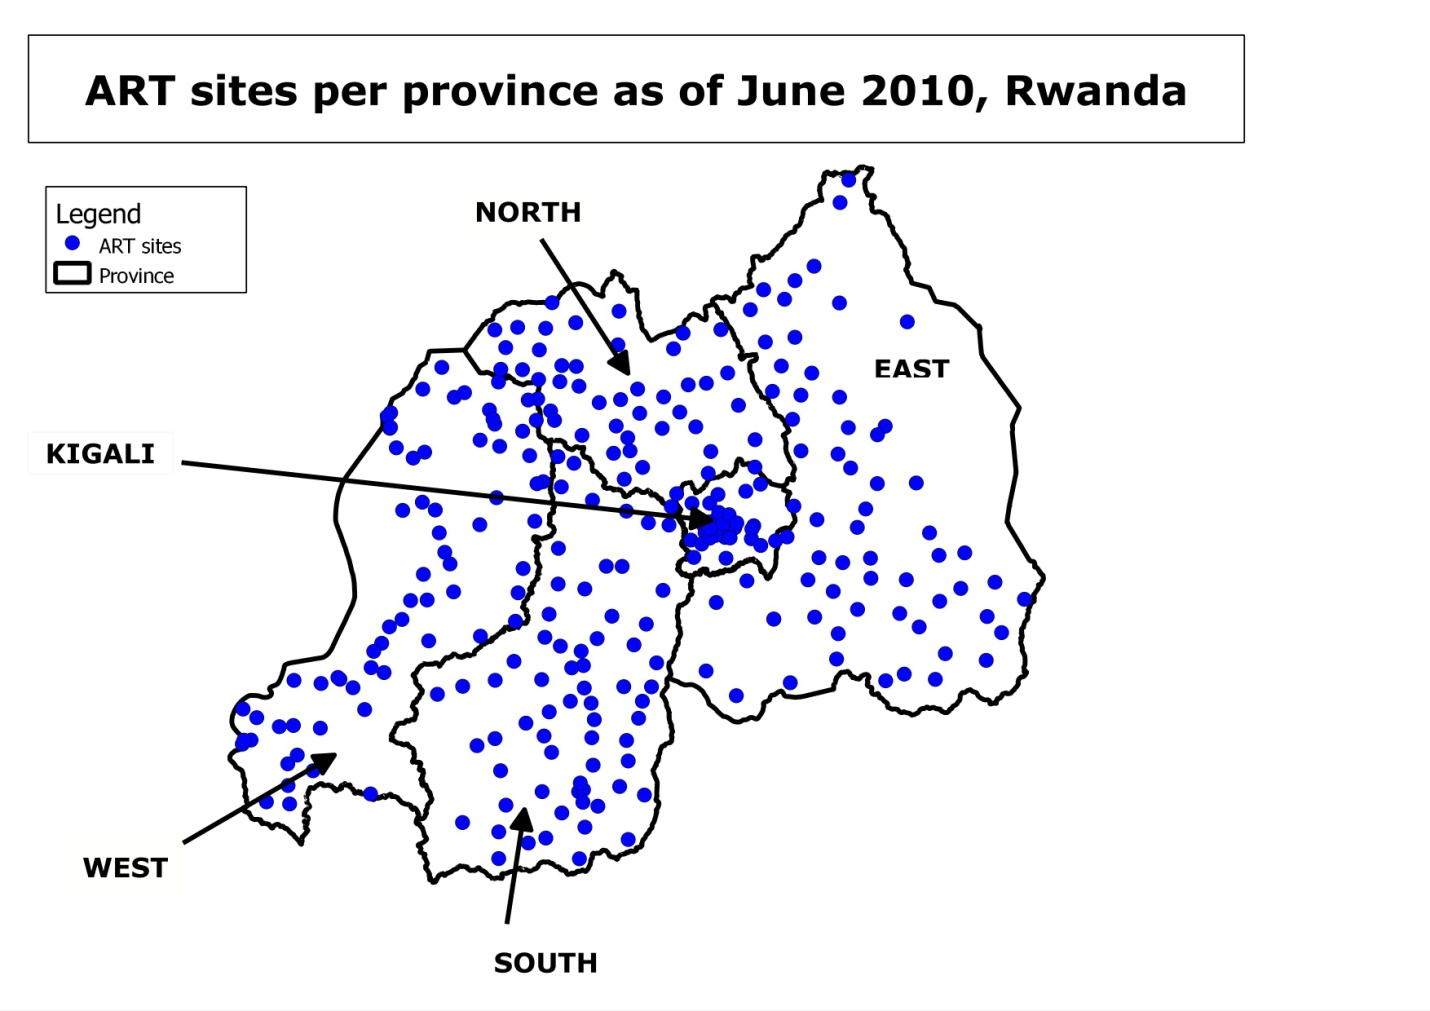 ART sites per province as of June 2010, Rwanda
Legend
ART sites
Province
NORTH
EAST
KIGALI
WEST
SOUTH